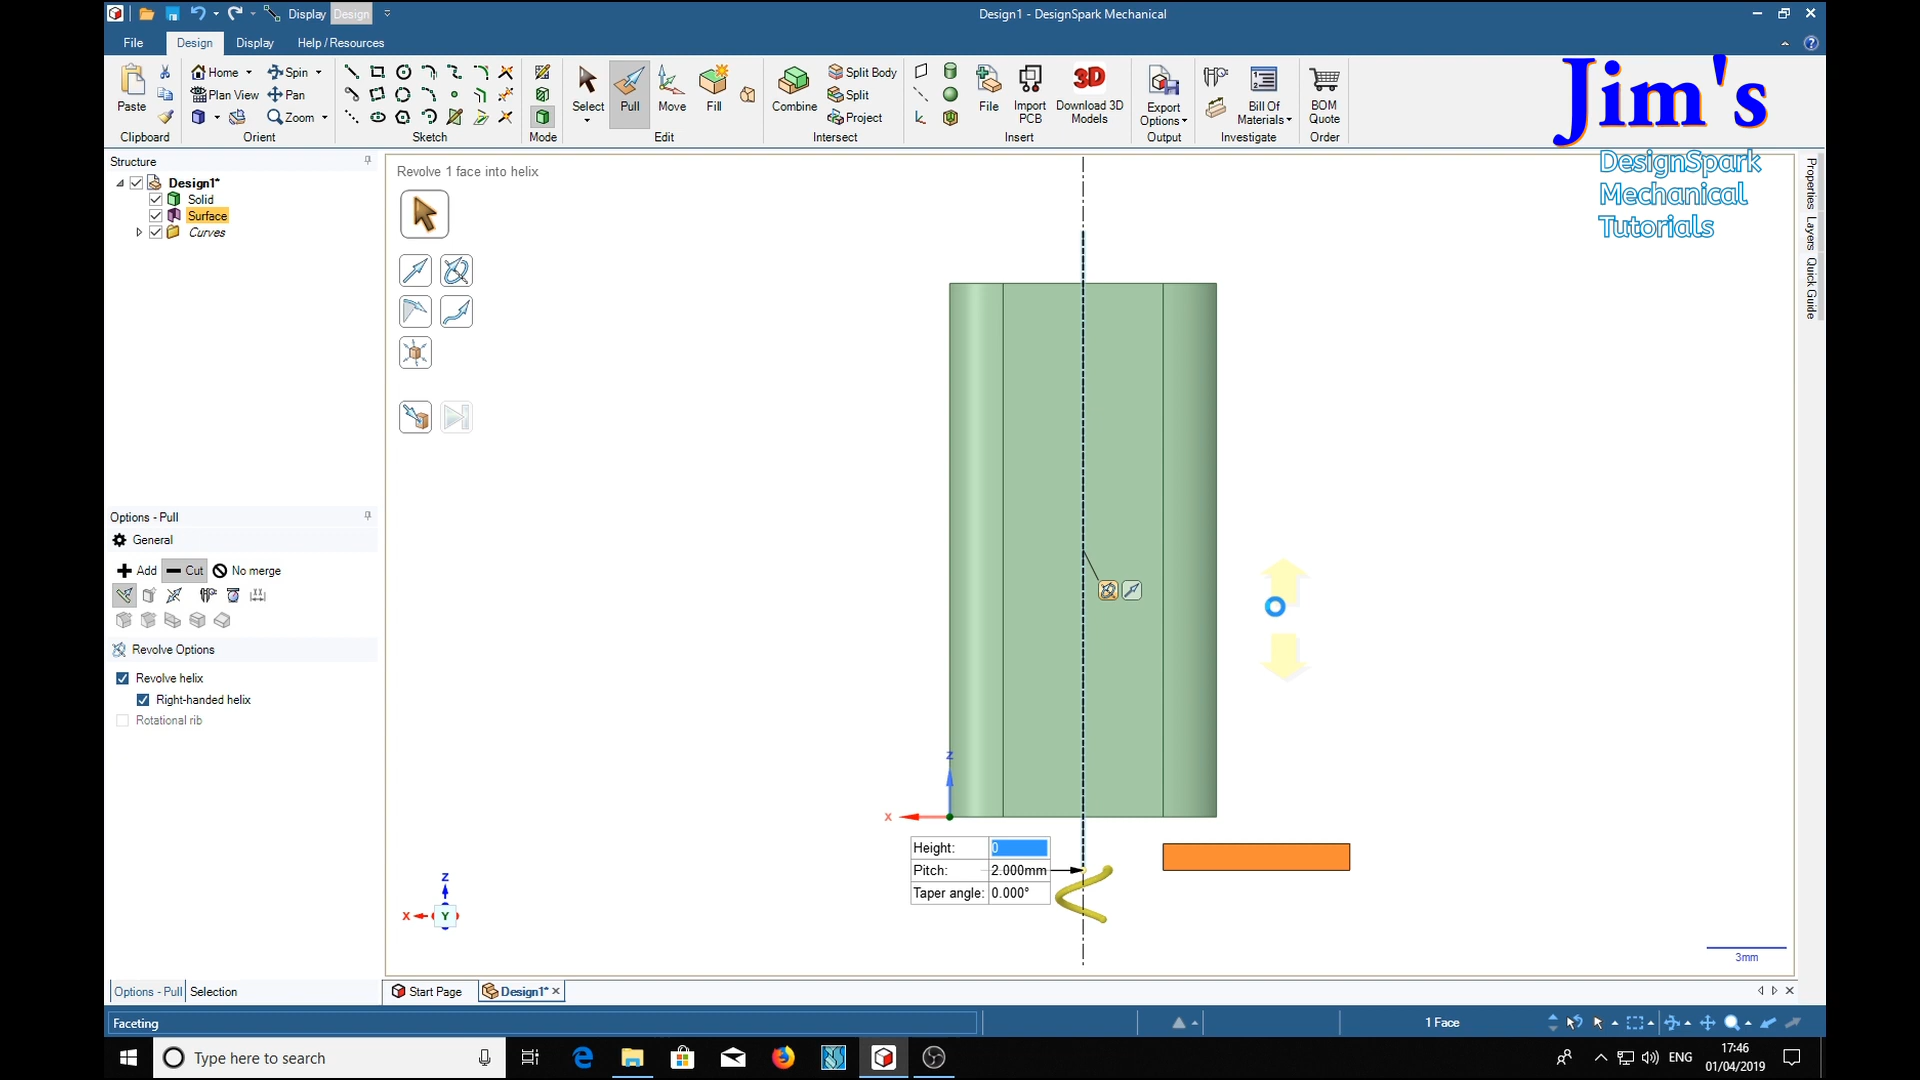 Display Design
Design1 - DesignSpark Mechanical
File Design Display Help / Resources
Paste
Clipboard
Home Spin
Plan View Pan
Zoom
Orient
Sketch
Mode
Select Pull Move Fill
Edit
Combine Split Body
Split
Project
Intersect
File Import PCB Download 3D Models
Insert
3D
Export Options
Output
Bill Of Materials
Investigate
BOM Quote
Order
Jim's
DesignSpark
Mechanical
Tutorials
Structure
Design1*
Solid
Surface
Curves
Revolve 1 face into helix
Properties
Layers
Quick Guide
Options - Pull
General
Add Cut No merge
Revolve Options
Revolve helix
Right-handed helix
Rotational rib
Z
X
Height: 0
Pitch: 2.000mm
Taper angle: 0.000°
Z
X Y
3mm
Options - Pull Selection
Start Page Design1*
Faceting
1 Face
Type here to search
ENG
17:46
01/04/2019